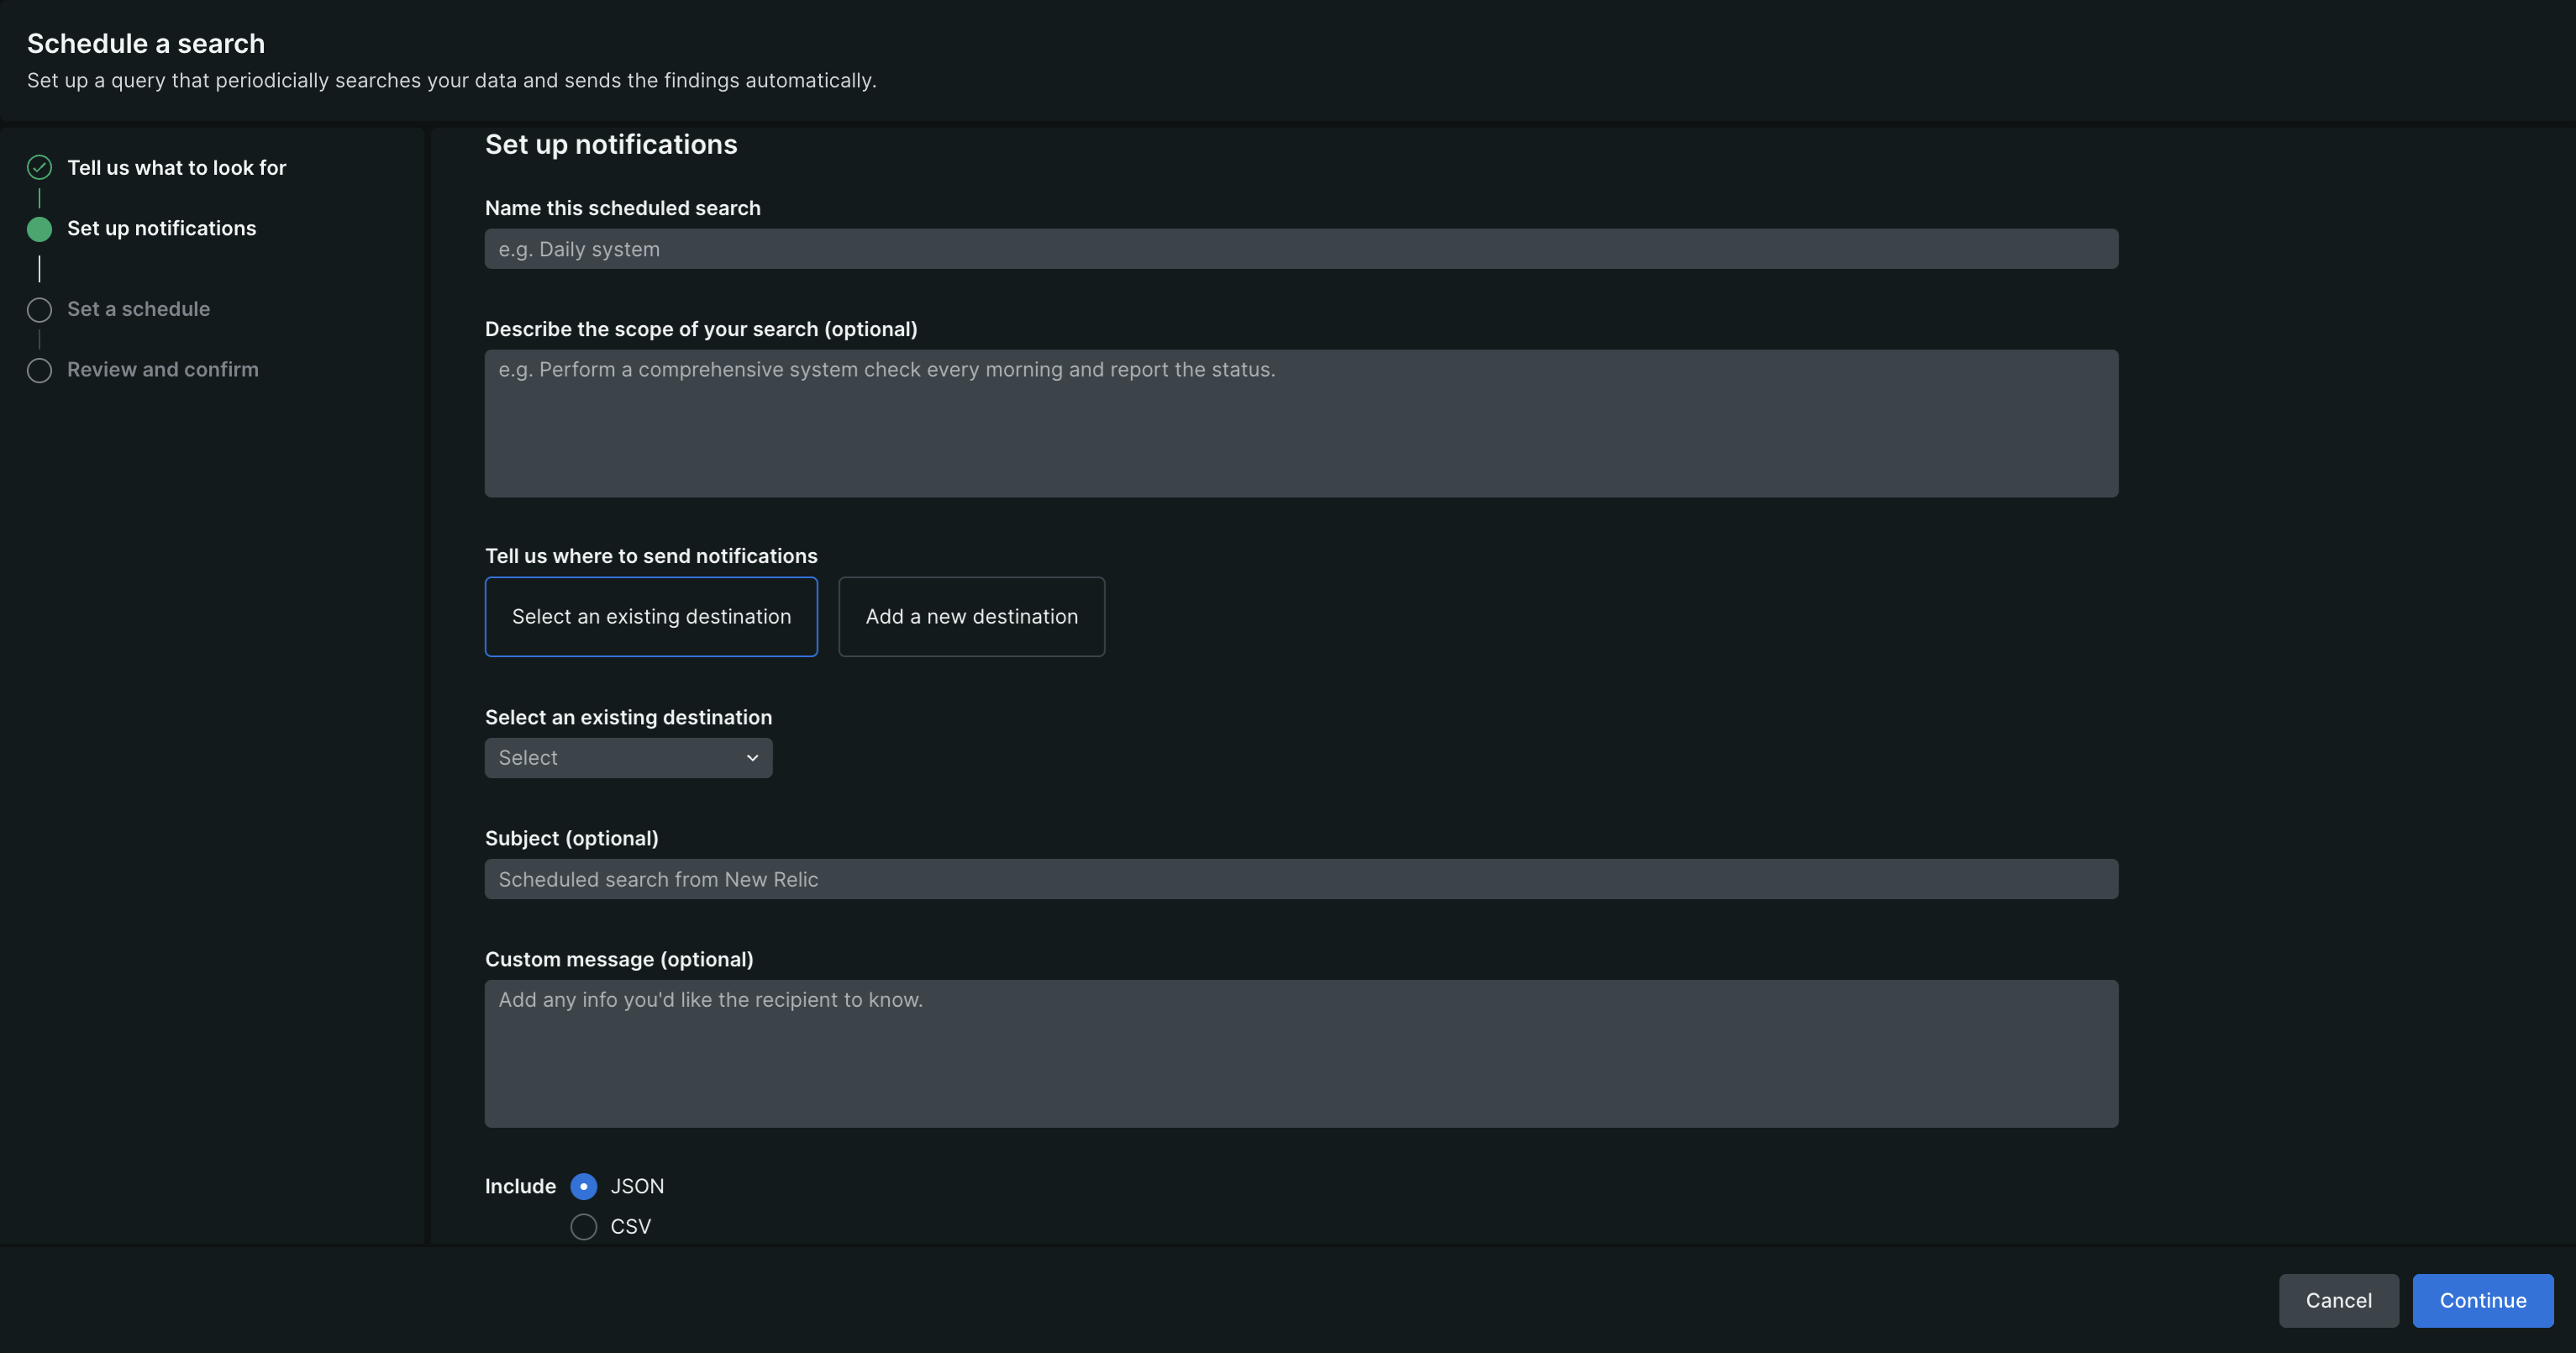 Schedule a search
Set up a query that periodicially searches your data and sends the findings automatically.
Tell us what to look for
Set up notifications
Set a schedule
Review and confirm
Set up notifications
Name this scheduled search
e.g. Daily system
Describe the scope of your search (optional)
e.g. Perform a comprehensive system check every morning and report the status.
Tell us where to send notifications
Select an existing destination
Add a new destination
Select an existing destination
Select
Subject (optional)
Scheduled search from New Relic
Custom message (optional)
Add any info you'd like the recipient to know.
Include
JSON
CSV
Cancel
Continue